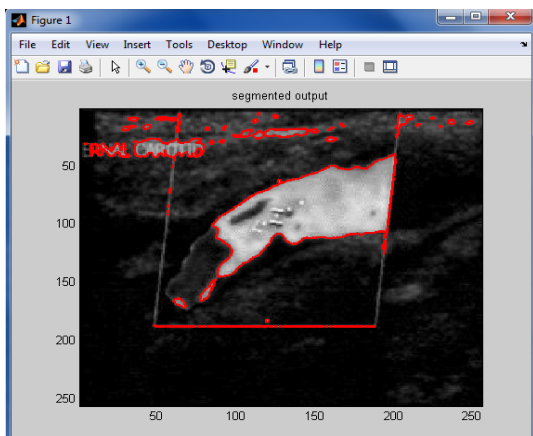 Figure 1
File Edit View Insert Tools Desktop Window Help
segmented output
RNAL CAROTID
50
100
150
200
250
50 100 150 200 250